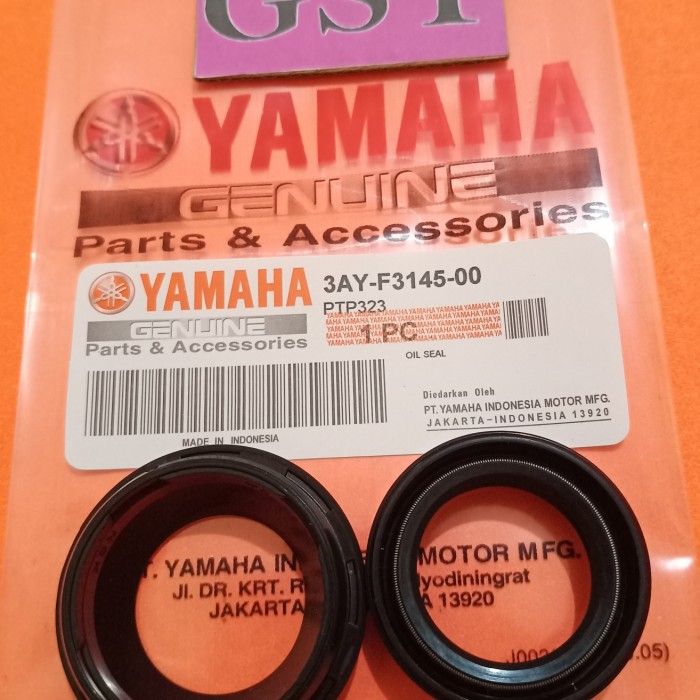 GST
YAMAHA
GENUINE
Parts & Accessories
YAMAHA 3AY-F3145-00
GENUINE PTP323
Parts & Accessories 1 PC
OIL SEAL
Diedarkan Oleh
PT.YAMAHA INDONESIA MOTOR MFG.
JAKARTA-INDONESIA 13920
MADE IN INDONESIA
T. YAMAHA IN MOTOR MFG.
Jl. DR. KRT. R yodiningrat
JAKARTA A 13920
.05)